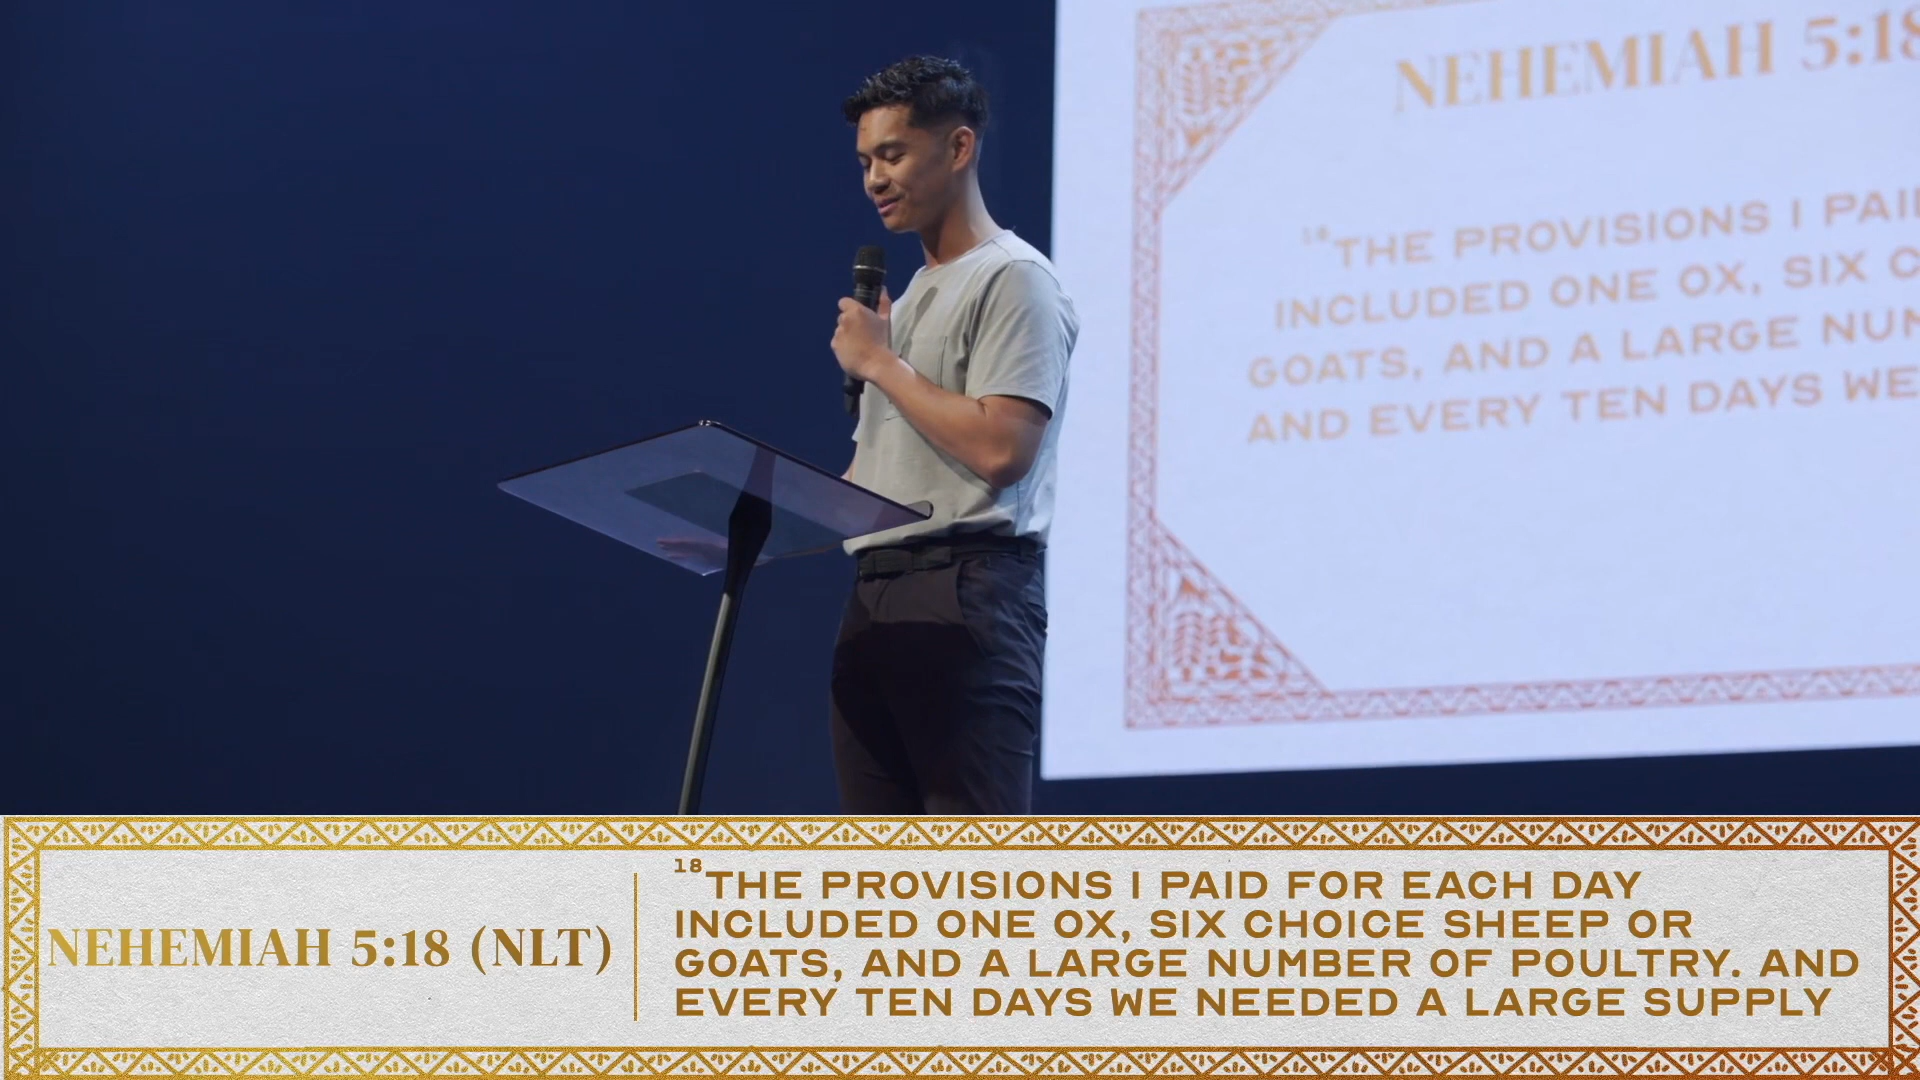 NEHEMIAH 5:18
THE PROVISIONS I PAID
INCLUDED ONE OX, SIX C
GOATS, AND A LARGE NUM
AND EVERY TEN DAYS WE
NEHEMIAH 5:18 (NLT)
18THE PROVISIONS I PAID FOR EACH DAY
INCLUDED ONE OX, SIX CHOICE SHEEP OR
GOATS, AND A LARGE NUMBER OF POULTRY. AND
EVERY TEN DAYS WE NEEDED A LARGE SUPPLY